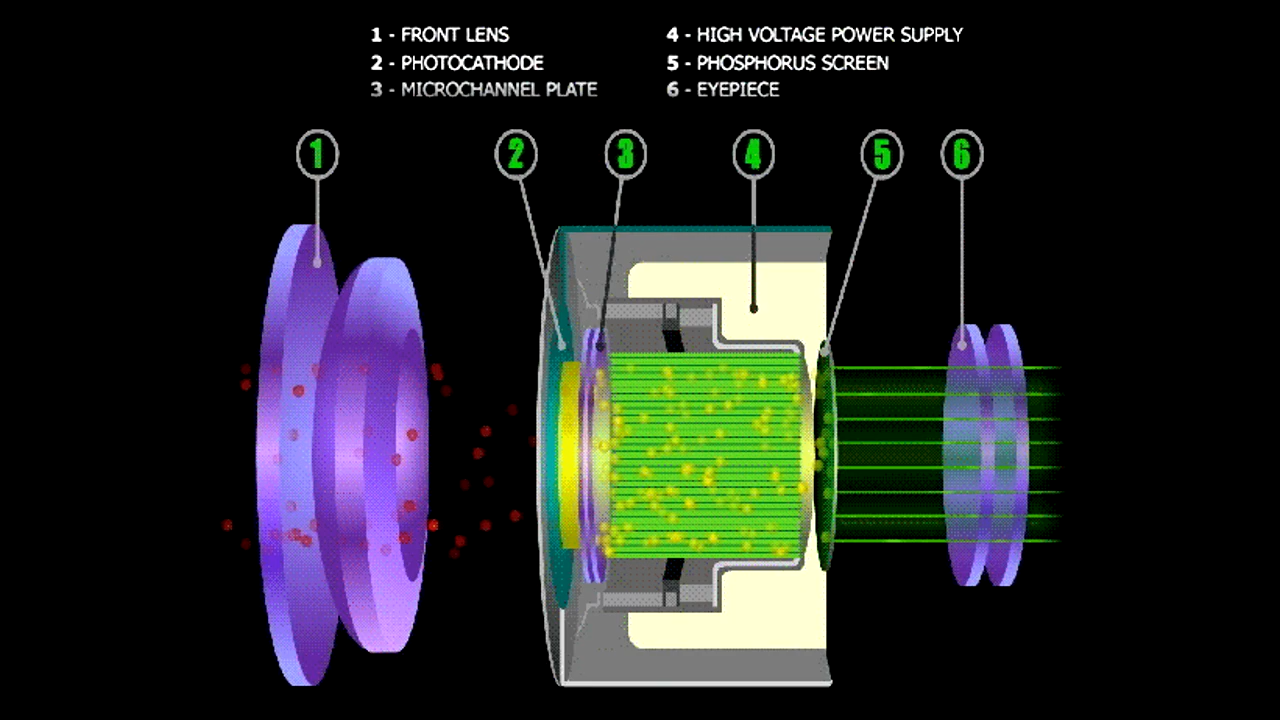 1 - FRONT LENS
2 - PHOTOCATHODE
3 - MICROCHANNEL PLATE
4 - HIGH VOLTAGE POWER SUPPLY
5 - PHOSPHORUS SCREEN
6 - EYEPIECE
1 2 3 4 5 6